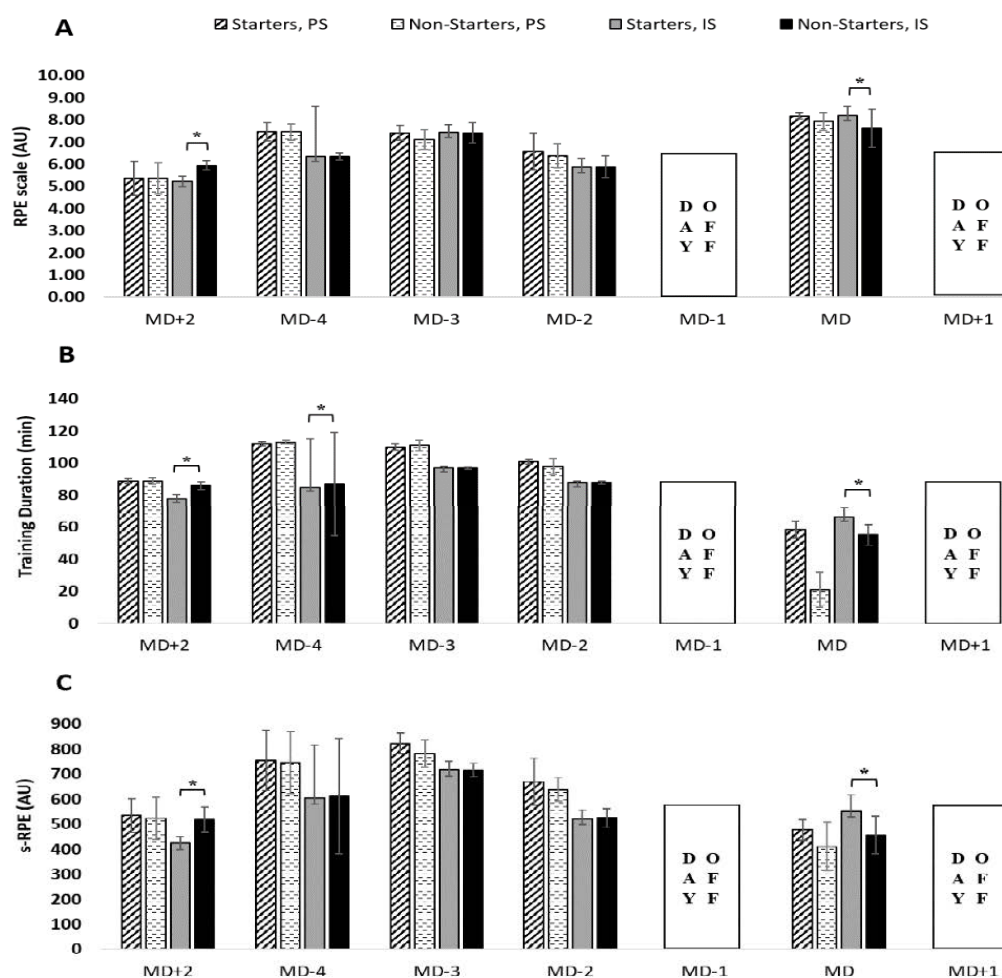 A
Starters, PS Non-Starters, PS Starters, IS Non-Starters, IS
RPE scale (AU)
10.00
9.00
8.00
7.00
6.00
5.00
4.00
3.00
2.00
1.00
0.00
*
*
D O
A F
Y F
D O
A F
Y F
MD+2 MD-4 MD-3 MD-2 MD-1 MD MD+1
B
Training Duration (min)
140
120
100
80
60
40
20
0
*
*
*
D O
A F
Y F
D O
A F
Y F
MD+2 MD-4 MD-3 MD-2 MD-1 MD MD+1
C
s-RPE (AU)
900
800
700
600
500
400
300
200
100
0
*
*
D O
A F
Y F
D O
A F
Y F
MD+2 MD-4 MD-3 MD-2 MD-1 MD MD+1